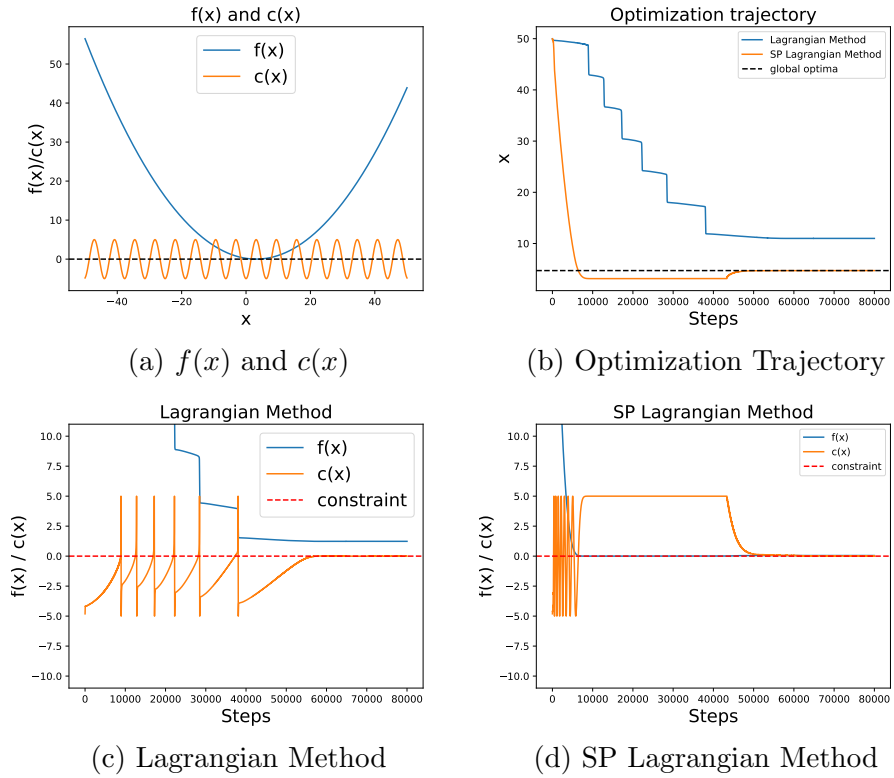 f(x) and c(x)
f(x)
c(x)
f(x)/c(x)
50
40
30
20
10
0
−40
−20
0
20
40
x
(a) f(x) and c(x)
Optimization trajectory
Lagrangian Method
SP Lagrangian Method
global optima
x
50
40
30
20
10
0
10000
20000
30000
40000
50000
60000
70000
80000
Steps
(b) Optimization Trajectory
Lagrangian Method
f(x)
c(x)
constraint
f(x) / c(x)
10.0
7.5
5.0
2.5
0.0
−2.5
−5.0
−7.5
−10.0
0
10000
20000
30000
40000
50000
60000
70000
80000
Steps
(c) Lagrangian Method
SP Lagrangian Method
f(x)
c(x)
constraint
f(x) / c(x)
10.0
7.5
5.0
2.5
0.0
−2.5
−5.0
−7.5
−10.0
0
10000
20000
30000
40000
50000
60000
70000
80000
Steps
(d) SP Lagrangian Method